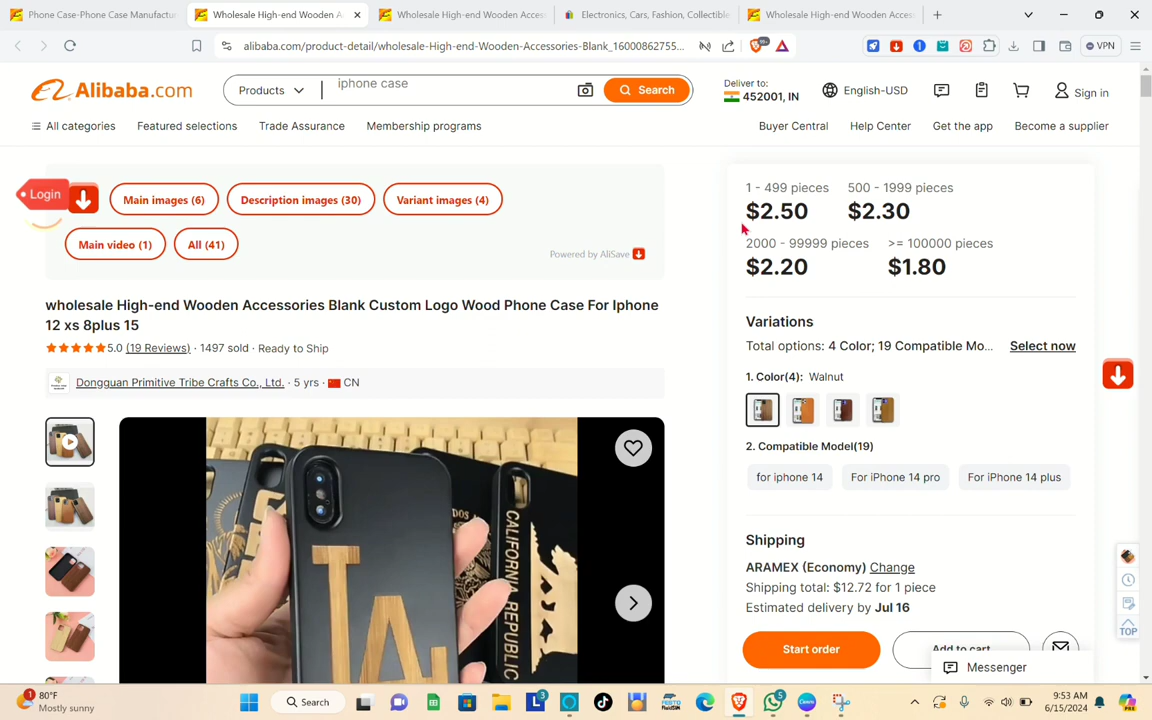 Phone Case-Phone Case Manufactu
Wholesale High-end Wooden A
Wholesale High-end Wooden Acces
Electronics, Cars, Fashion, Collectible
Wholesale High-end Wooden Acces
alibaba.com/product-detail/wholesale-High-end-Wooden-Accessories-Blank_16000862755...
VPN
Alibaba.com
Products
iphone case
Search
Deliver to:
452001, IN
English-USD
Sign in
All categories
Featured selections
Trade Assurance
Membership programs
Buyer Central
Help Center
Get the app
Become a supplier
Login
Main images (6)
Description images (30)
Variant images (4)
Main video (1)
All (41)
Powered by AliSave
wholesale High-end Wooden Accessories Blank Custom Logo Wood Phone Case For Iphone
12 xs 8plus 15
5.0 (19 Reviews) · 1497 sold · Ready to Ship
Dongguan Primitive Tribe Crafts Co., Ltd. · 5 yrs · CN
LA
CALIFORNIA REPUBLIC
1 - 499 pieces
500 - 1999 pieces
$2.50
$2.30
2000 - 99999 pieces
>= 100000 pieces
$2.20
$1.80
Variations
Total options: 4 Color; 19 Compatible Mo...
Select now
1. Color(4): Walnut
2. Compatible Model(19)
for iphone 14
For iPhone 14 pro
For iPhone 14 plus
Shipping
ARAMEX (Economy) Change
Shipping total: $12.72 for 1 piece
Estimated delivery by Jul 16
Start order
Add to cart
Messenger
TOP
80°F
Mostly sunny
Search
9:53 AM
6/15/2024